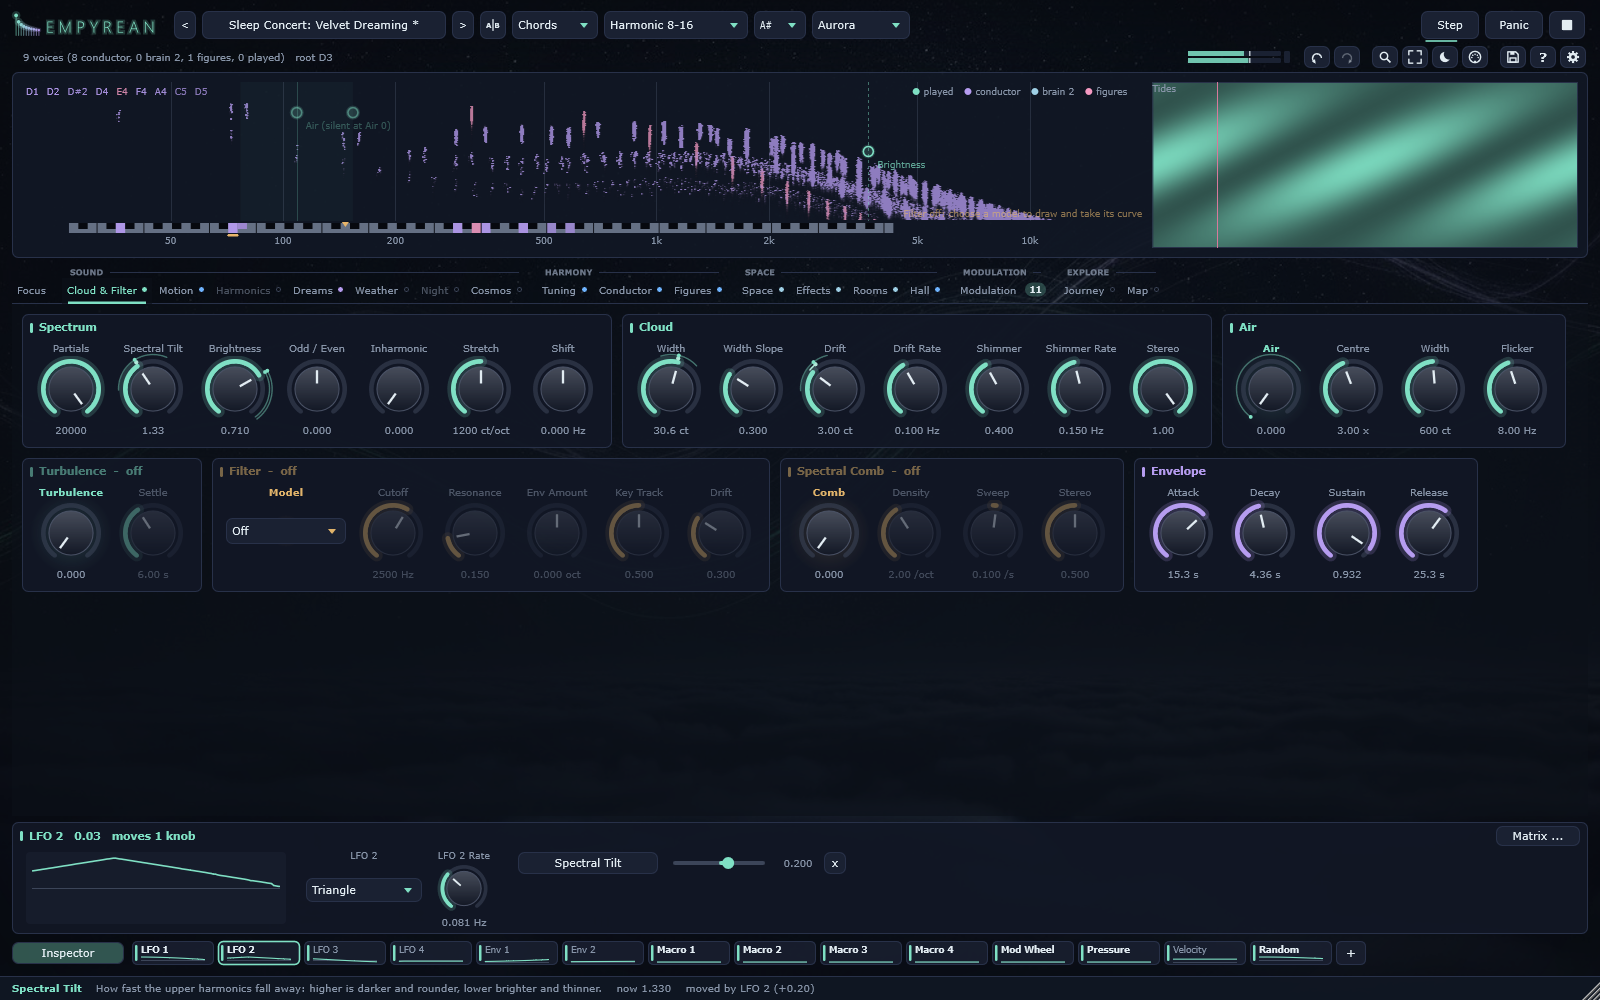 EMPYREAN < Sleep Concert: Velvet Dreaming * > A|B Chords Harmonic 8-16 A# Aurora Step Panic
9 voices (8 conductor, 0 brain 2, 1 figures, 0 played) root D3 ?
D1 D2 D#2 D4 E4 F4 A4 C5 D5 played conductor brain 2 figures Tides
Air (silent at Air 0)
Brightness
Filter off: choose a model to draw and take its curve
50 100 200 500 1k 2k 5k 10k
SOUND HARMONY SPACE MODULATION EXPLORE
Focus Cloud & Filter Motion Harmonics Dreams Weather Night Cosmos Tuning Conductor Figures Space Effects Rooms Hall Modulation 11 Journey Map
Spectrum Cloud Air
Partials Spectral Tilt Brightness Odd / Even Inharmonic Stretch Shift Width Width Slope Drift Drift Rate Shimmer Shimmer Rate Stereo Air Centre Width Flicker
20000 1.33 0.710 0.000 0.000 1200 ct/oct 0.000 Hz 30.6 ct 0.300 3.00 ct 0.100 Hz 0.400 0.150 Hz 1.00 0.000 3.00 x 600 ct 8.00 Hz
Turbulence - off Filter - off Spectral Comb - off Envelope
Turbulence Settle Model Cutoff Resonance Env Amount Key Track Drift Comb Density Sweep Stereo Attack Decay Sustain Release
Off
0.000 6.00 s 2500 Hz 0.150 0.000 oct 0.500 0.300 0.000 2.00 /oct 0.100 /s 0.500 15.3 s 4.36 s 0.932 25.3 s
LFO 2 0.03 moves 1 knob Matrix ...
LFO 2 LFO 2 Rate Spectral Tilt 0.200 x
Triangle
0.081 Hz
Inspector LFO 1 LFO 2 LFO 3 LFO 4 Env 1 Env 2 Macro 1 Macro 2 Macro 3 Macro 4 Mod Wheel Pressure Velocity Random +
Spectral Tilt How fast the upper harmonics fall away: higher is darker and rounder, lower brighter and thinner. now 1.330 moved by LFO 2 (+0.20)